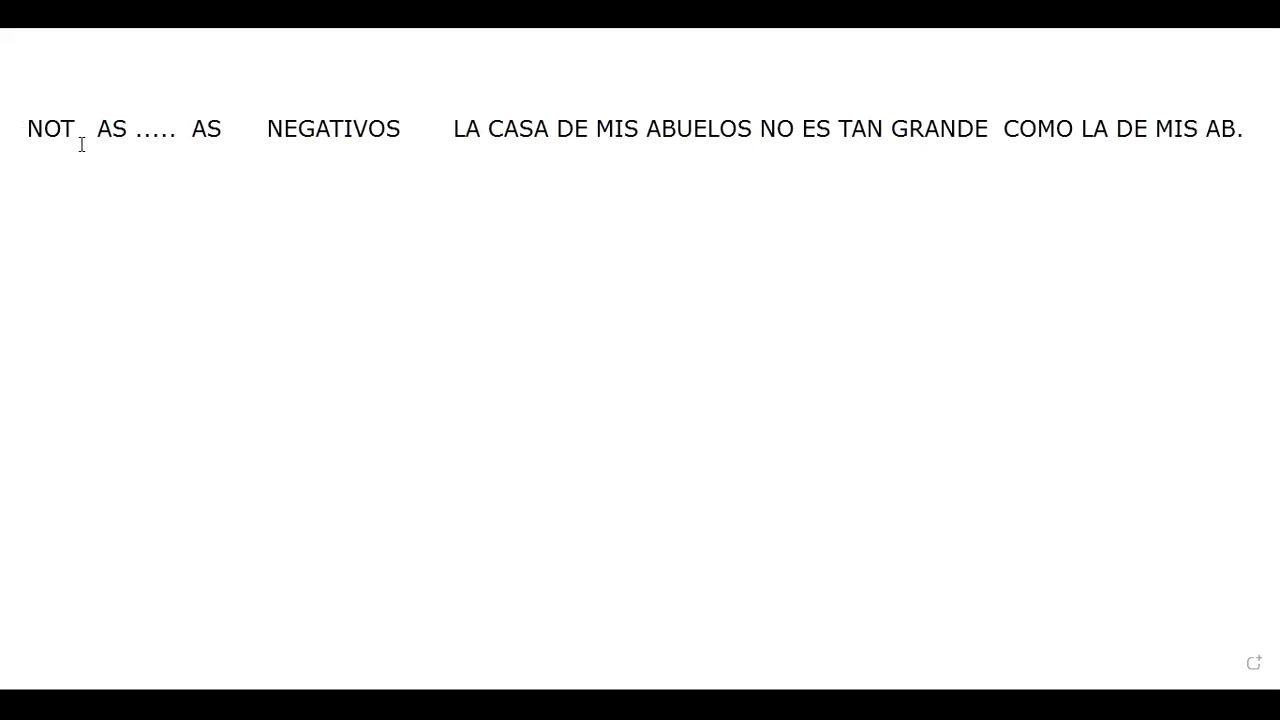 NOT AS ..... AS NEGATIVOS LA CASA DE MIS ABUELOS NO ES TAN GRANDE COMO LA DE MIS AB.